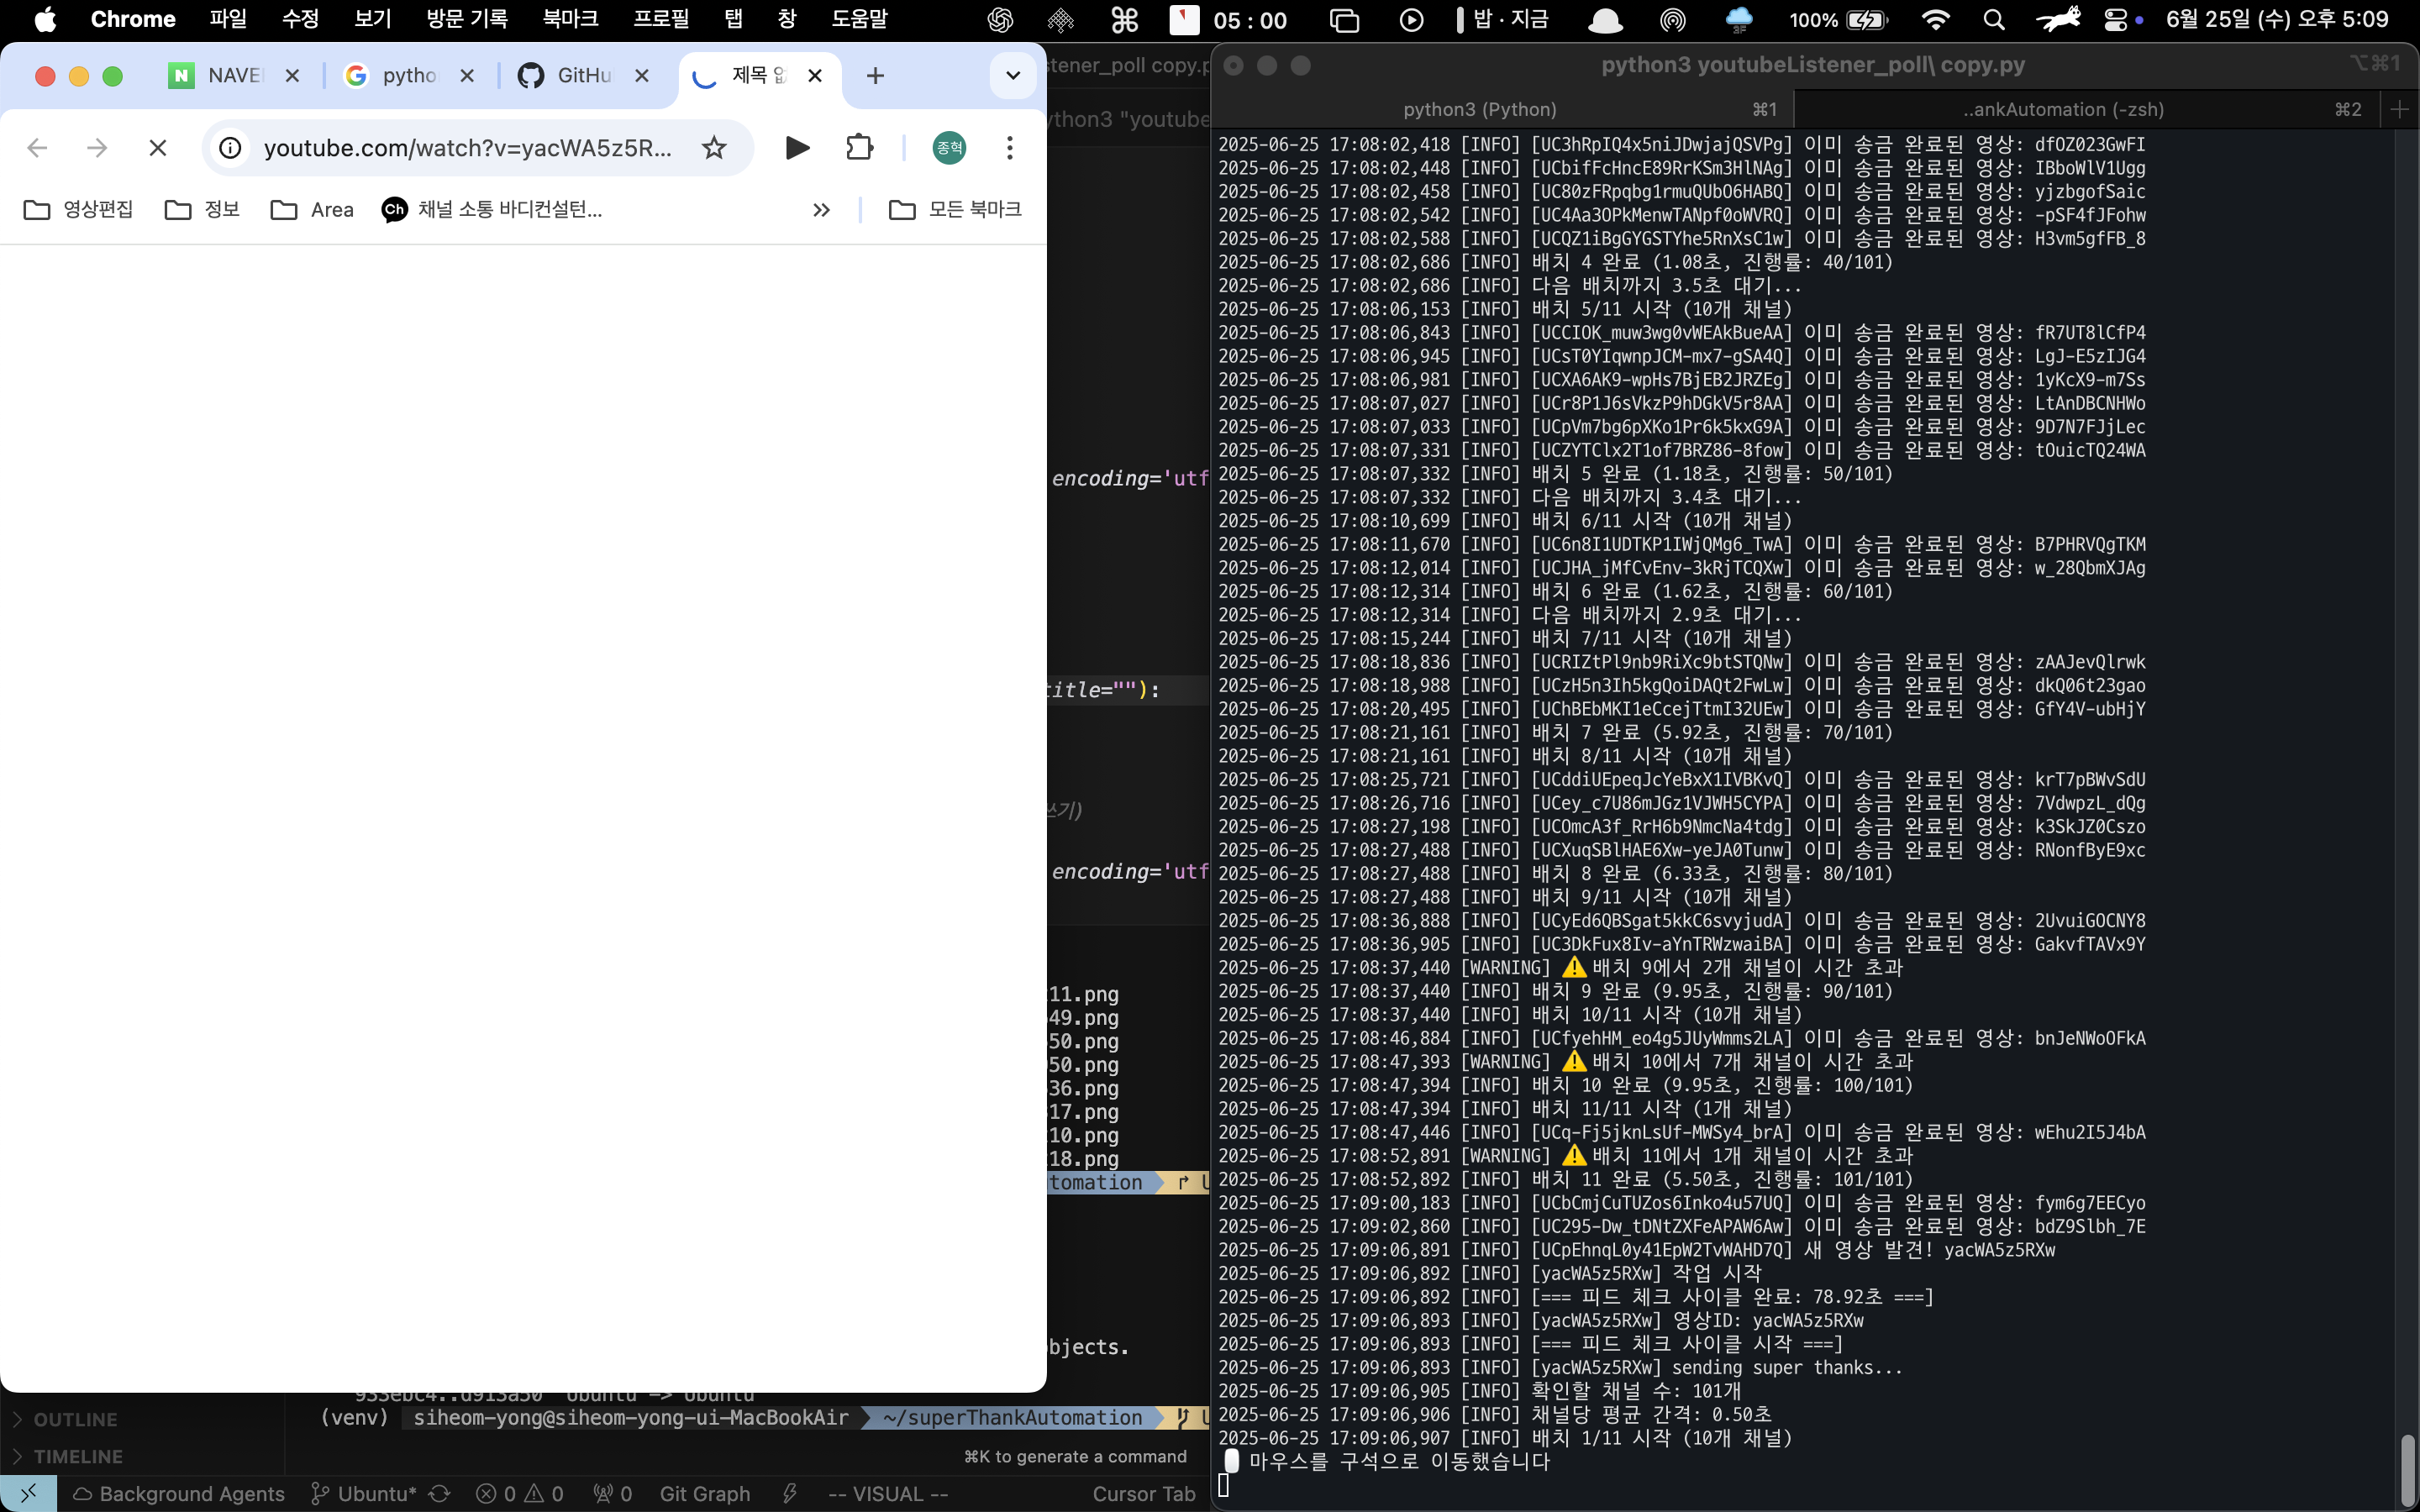 Chrome 파일 수정 보기 방문 기록 북마크 프로필 탭 창 도움말 05 : 00 밥 · 지금 100% 6월 25일 (수) 오후 5:09
NAVE pytho GitHu 제목
youtube.com/watch?v=yacWA5z5R... 종혁
영상편집 정보 Area Ch 채널 소통 바디컨설턴... 모든 북마크
stener_poll copy.p
ython3 "youtube
encoding='utf
title=""):
쓰기)
encoding='utf
11.png
49.png
50.png
50.png
36.png
17.png
10.png
18.png
tomation
bjects.
933ebc4..d913a50 Ubuntu -> Ubuntu
(venv) siheom-yong@siheom-yong-ui-MacBookAir ~/superThankAutomation
OUTLINE
TIMELINE
⌘K to generate a command
Background Agents Ubuntu* 0 0 0 Git Graph -- VISUAL -- Cursor Tab
python3 youtubeListener_poll\ copy.py ⌥⌘1
python3 (Python) ⌘1 ..ankAutomation (-zsh) ⌘2
2025-06-25 17:08:02,418 [INFO] [UC3hRpIQ4x5niJDwjajQSVPg] 이미 송금 완료된 영상: dfOZ023GwFI
2025-06-25 17:08:02,448 [INFO] [UCbifFcHncE89RrKSm3HlNAg] 이미 송금 완료된 영상: IBboWlV1Ugg
2025-06-25 17:08:02,458 [INFO] [UC80zFRpqbg1rmuQUbO6HABQ] 이미 송금 완료된 영상: yjzbgofSaic
2025-06-25 17:08:02,542 [INFO] [UC4Aa3OPkMenwTANpf0oWVRQ] 이미 송금 완료된 영상: -pSF4fJFohw
2025-06-25 17:08:02,588 [INFO] [UCQZ1iBgGYGSTYhe5RnXsC1w] 이미 송금 완료된 영상: H3vm5gfFB_8
2025-06-25 17:08:02,686 [INFO] 배치 4 완료 (1.08초, 진행률: 40/101)
2025-06-25 17:08:02,686 [INFO] 다음 배치까지 3.5초 대기...
2025-06-25 17:08:06,153 [INFO] 배치 5/11 시작 (10개 채널)
2025-06-25 17:08:06,843 [INFO] [UCCIOK_muw3wg0vWEAkBueAA] 이미 송금 완료된 영상: fR7UT8lCfP4
2025-06-25 17:08:06,945 [INFO] [UCsT0YIqwnpJCM-mx7-gSA4Q] 이미 송금 완료된 영상: LgJ-E5zIJG4
2025-06-25 17:08:06,981 [INFO] [UCXA6AK9-wpHs7BjEB2JRZEg] 이미 송금 완료된 영상: 1yKcX9-m7Ss
2025-06-25 17:08:07,027 [INFO] [UCr8P1J6sVkzP9hDGkV5r8AA] 이미 송금 완료된 영상: LtAnDBCNHWo
2025-06-25 17:08:07,033 [INFO] [UCpVm7bg6pXKo1Pr6k5kxG9A] 이미 송금 완료된 영상: 9D7N7FJjLec
2025-06-25 17:08:07,331 [INFO] [UCZYTClx2T1of7BRZ86-8fow] 이미 송금 완료된 영상: tOuicTQ24WA
2025-06-25 17:08:07,332 [INFO] 배치 5 완료 (1.18초, 진행률: 50/101)
2025-06-25 17:08:07,332 [INFO] 다음 배치까지 3.4초 대기...
2025-06-25 17:08:10,699 [INFO] 배치 6/11 시작 (10개 채널)
2025-06-25 17:08:11,670 [INFO] [UC6n8I1UDTKP1IWjQMg6_TwA] 이미 송금 완료된 영상: B7PHRVQgTKM
2025-06-25 17:08:12,014 [INFO] [UCJHA_jMfCvEnv-3kRjTCQXw] 이미 송금 완료된 영상: w_28QbmXJAg
2025-06-25 17:08:12,314 [INFO] 배치 6 완료 (1.62초, 진행률: 60/101)
2025-06-25 17:08:12,314 [INFO] 다음 배치까지 2.9초 대기...
2025-06-25 17:08:15,244 [INFO] 배치 7/11 시작 (10개 채널)
2025-06-25 17:08:18,836 [INFO] [UCRIZtPl9nb9RiXc9btSTQNw] 이미 송금 완료된 영상: zAAJevQlrwk
2025-06-25 17:08:18,988 [INFO] [UCzH5n3Ih5kgQoiDAQt2FwLw] 이미 송금 완료된 영상: dkQ06t23gao
2025-06-25 17:08:20,495 [INFO] [UChBEbMKI1eCcejTtmI32UEw] 이미 송금 완료된 영상: GfY4V-ubHjY
2025-06-25 17:08:21,161 [INFO] 배치 7 완료 (5.92초, 진행률: 70/101)
2025-06-25 17:08:21,161 [INFO] 배치 8/11 시작 (10개 채널)
2025-06-25 17:08:25,721 [INFO] [UCddiUEpeqJcYeBxX1IVBKvQ] 이미 송금 완료된 영상: krT7pBWvSdU
2025-06-25 17:08:26,716 [INFO] [UCey_c7U86mJGz1VJWH5CYPA] 이미 송금 완료된 영상: 7VdwpzL_dQg
2025-06-25 17:08:27,198 [INFO] [UCOmcA3f_RrH6b9NmcNa4tdg] 이미 송금 완료된 영상: k3SkJZ0Cszo
2025-06-25 17:08:27,488 [INFO] [UCXuqSBlHAE6Xw-yeJA0Tunw] 이미 송금 완료된 영상: RNonfByE9xc
2025-06-25 17:08:27,488 [INFO] 배치 8 완료 (6.33초, 진행률: 80/101)
2025-06-25 17:08:27,488 [INFO] 배치 9/11 시작 (10개 채널)
2025-06-25 17:08:36,888 [INFO] [UCyEd6QBSgat5kkC6svyjudA] 이미 송금 완료된 영상: 2UvuiGOCNY8
2025-06-25 17:08:36,905 [INFO] [UC3DkFux8Iv-aYnTRWzwaiBA] 이미 송금 완료된 영상: GakvfTAVx9Y
2025-06-25 17:08:37,440 [WARNING] ⚠️ 배치 9에서 2개 채널이 시간 초과
2025-06-25 17:08:37,440 [INFO] 배치 9 완료 (9.95초, 진행률: 90/101)
2025-06-25 17:08:37,440 [INFO] 배치 10/11 시작 (10개 채널)
2025-06-25 17:08:46,884 [INFO] [UCfyehHM_eo4g5JUyWmms2LA] 이미 송금 완료된 영상: bnJeNWoOFkA
2025-06-25 17:08:47,393 [WARNING] ⚠️ 배치 10에서 7개 채널이 시간 초과
2025-06-25 17:08:47,394 [INFO] 배치 10 완료 (9.95초, 진행률: 100/101)
2025-06-25 17:08:47,394 [INFO] 배치 11/11 시작 (1개 채널)
2025-06-25 17:08:47,446 [INFO] [UCq-Fj5jknLsUf-MWSy4_brA] 이미 송금 완료된 영상: wEhu2I5J4bA
2025-06-25 17:08:52,891 [WARNING] ⚠️ 배치 11에서 1개 채널이 시간 초과
2025-06-25 17:08:52,892 [INFO] 배치 11 완료 (5.50초, 진행률: 101/101)
2025-06-25 17:09:00,183 [INFO] [UCbCmjCuTUZos6Inko4u57UQ] 이미 송금 완료된 영상: fym6g7EECyo
2025-06-25 17:09:02,860 [INFO] [UC295-Dw_tDNtZXFeAPAW6Aw] 이미 송금 완료된 영상: bdZ9Slbh_7E
2025-06-25 17:09:06,891 [INFO] [UCpEhnqL0y41EpW2TvWAHD7Q] 새 영상 발견! yacWA5z5RXw
2025-06-25 17:09:06,892 [INFO] [yacWA5z5RXw] 작업 시작
2025-06-25 17:09:06,892 [INFO] [=== 피드 체크 사이클 완료: 78.92초 ===]
2025-06-25 17:09:06,893 [INFO] [yacWA5z5RXw] 영상ID: yacWA5z5RXw
2025-06-25 17:09:06,893 [INFO] [=== 피드 체크 사이클 시작 ===]
2025-06-25 17:09:06,893 [INFO] [yacWA5z5RXw] sending super thanks...
2025-06-25 17:09:06,905 [INFO] 확인할 채널 수: 101개
2025-06-25 17:09:06,906 [INFO] 채널당 평균 간격: 0.50초
2025-06-25 17:09:06,907 [INFO] 배치 1/11 시작 (10개 채널)
마우스를 구석으로 이동했습니다